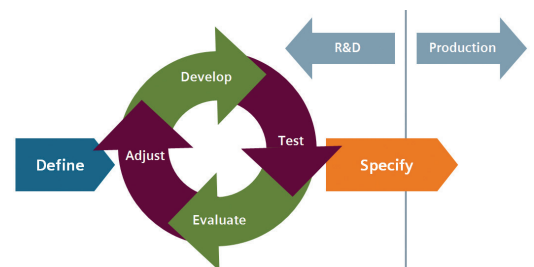 R&D
Production
Develop
Test
Define
Adjust
Specify
Evaluate